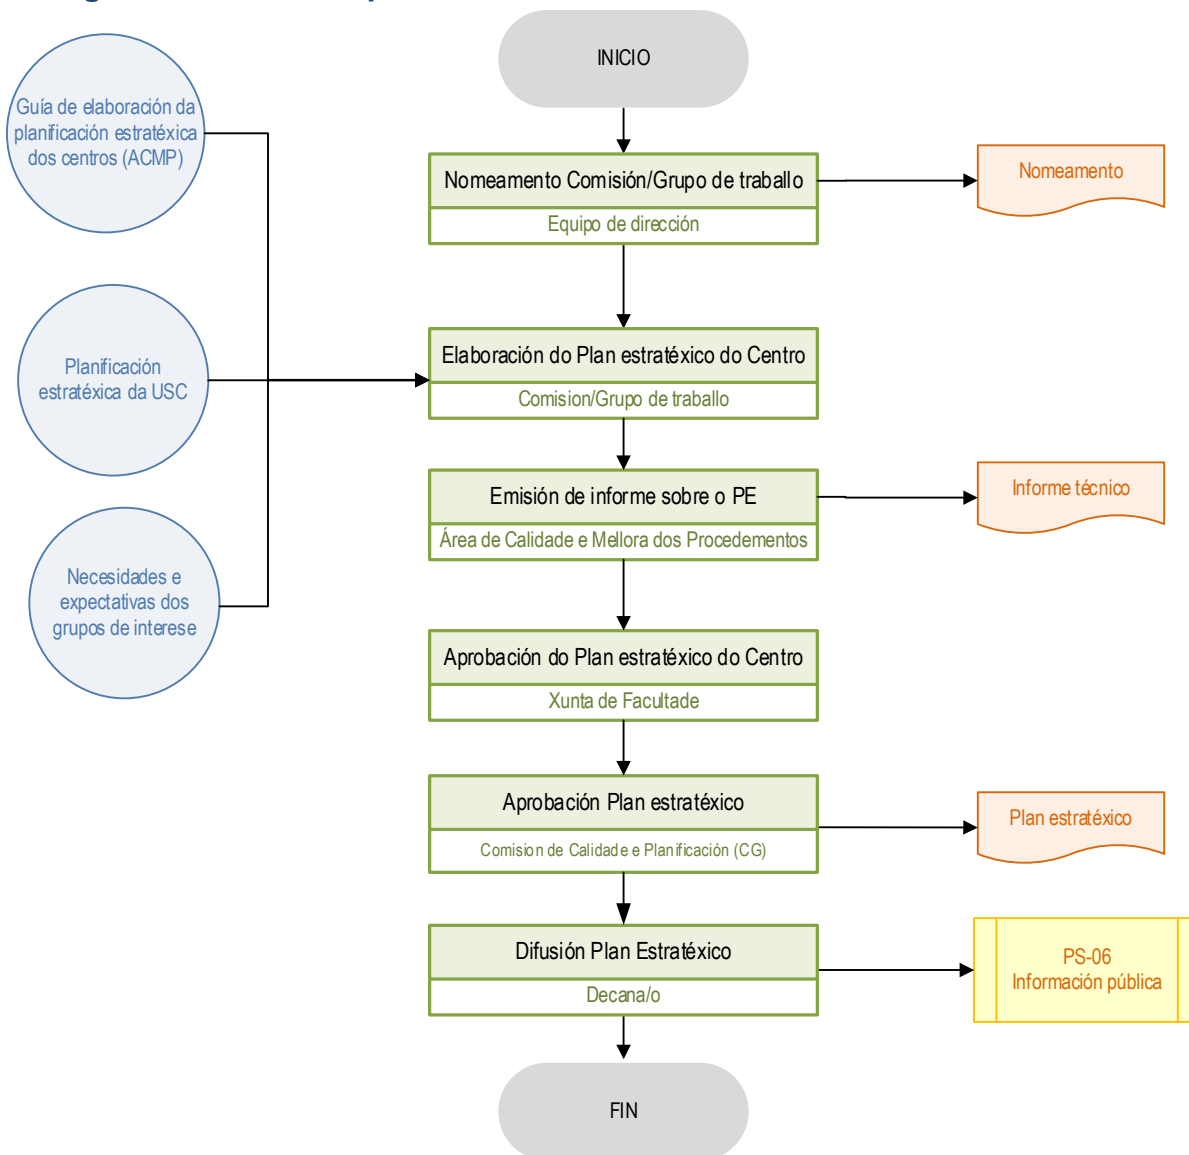 INICIO
Guía de elaboración da
planificación estratéxica
dos centros (ACMP)
Nomeamento Comisión/Grupo de traballo
Equipo de dirección
Nomeamento
Planificación
estratéxica da USC
Elaboración do Plan estratéxico do Centro
Comision/Grupo de traballo
Emisión de informe sobre o PE
Área de Calidade e Mellora dos Procedementos
Informe técnico
Necesidades e
expectativas dos
grupos de interese
Aprobación do Plan estratéxico do Centro
Xunta de Facultade
Aprobación Plan estratéxico
Comision de Calidade e Planificación (CG)
Plan estratéxico
Difusión Plan Estratéxico
Decana/o
PS-06
Información pública
FIN